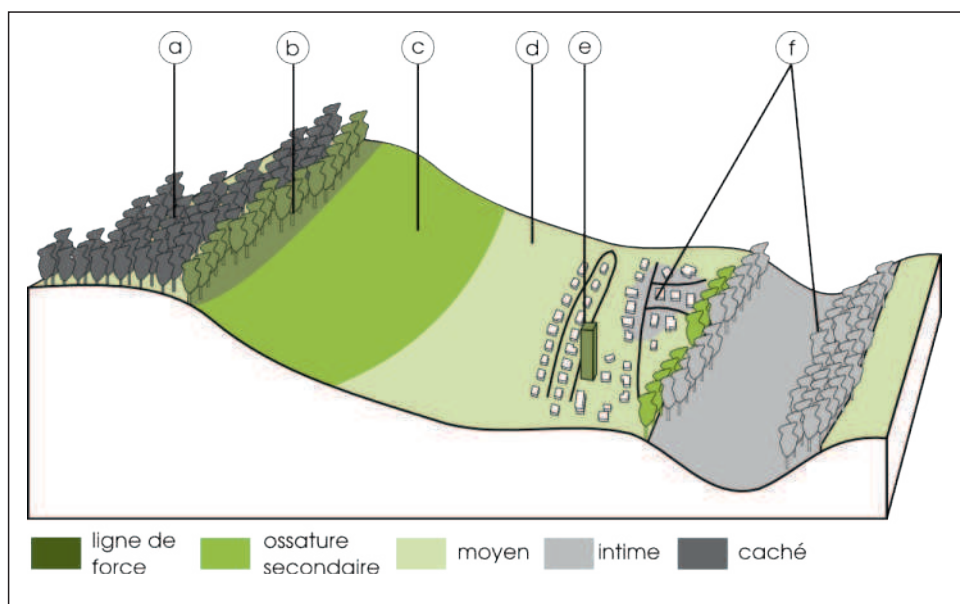 a b c d e f
ligne de force
ossature secondaire
moyen
intime
caché